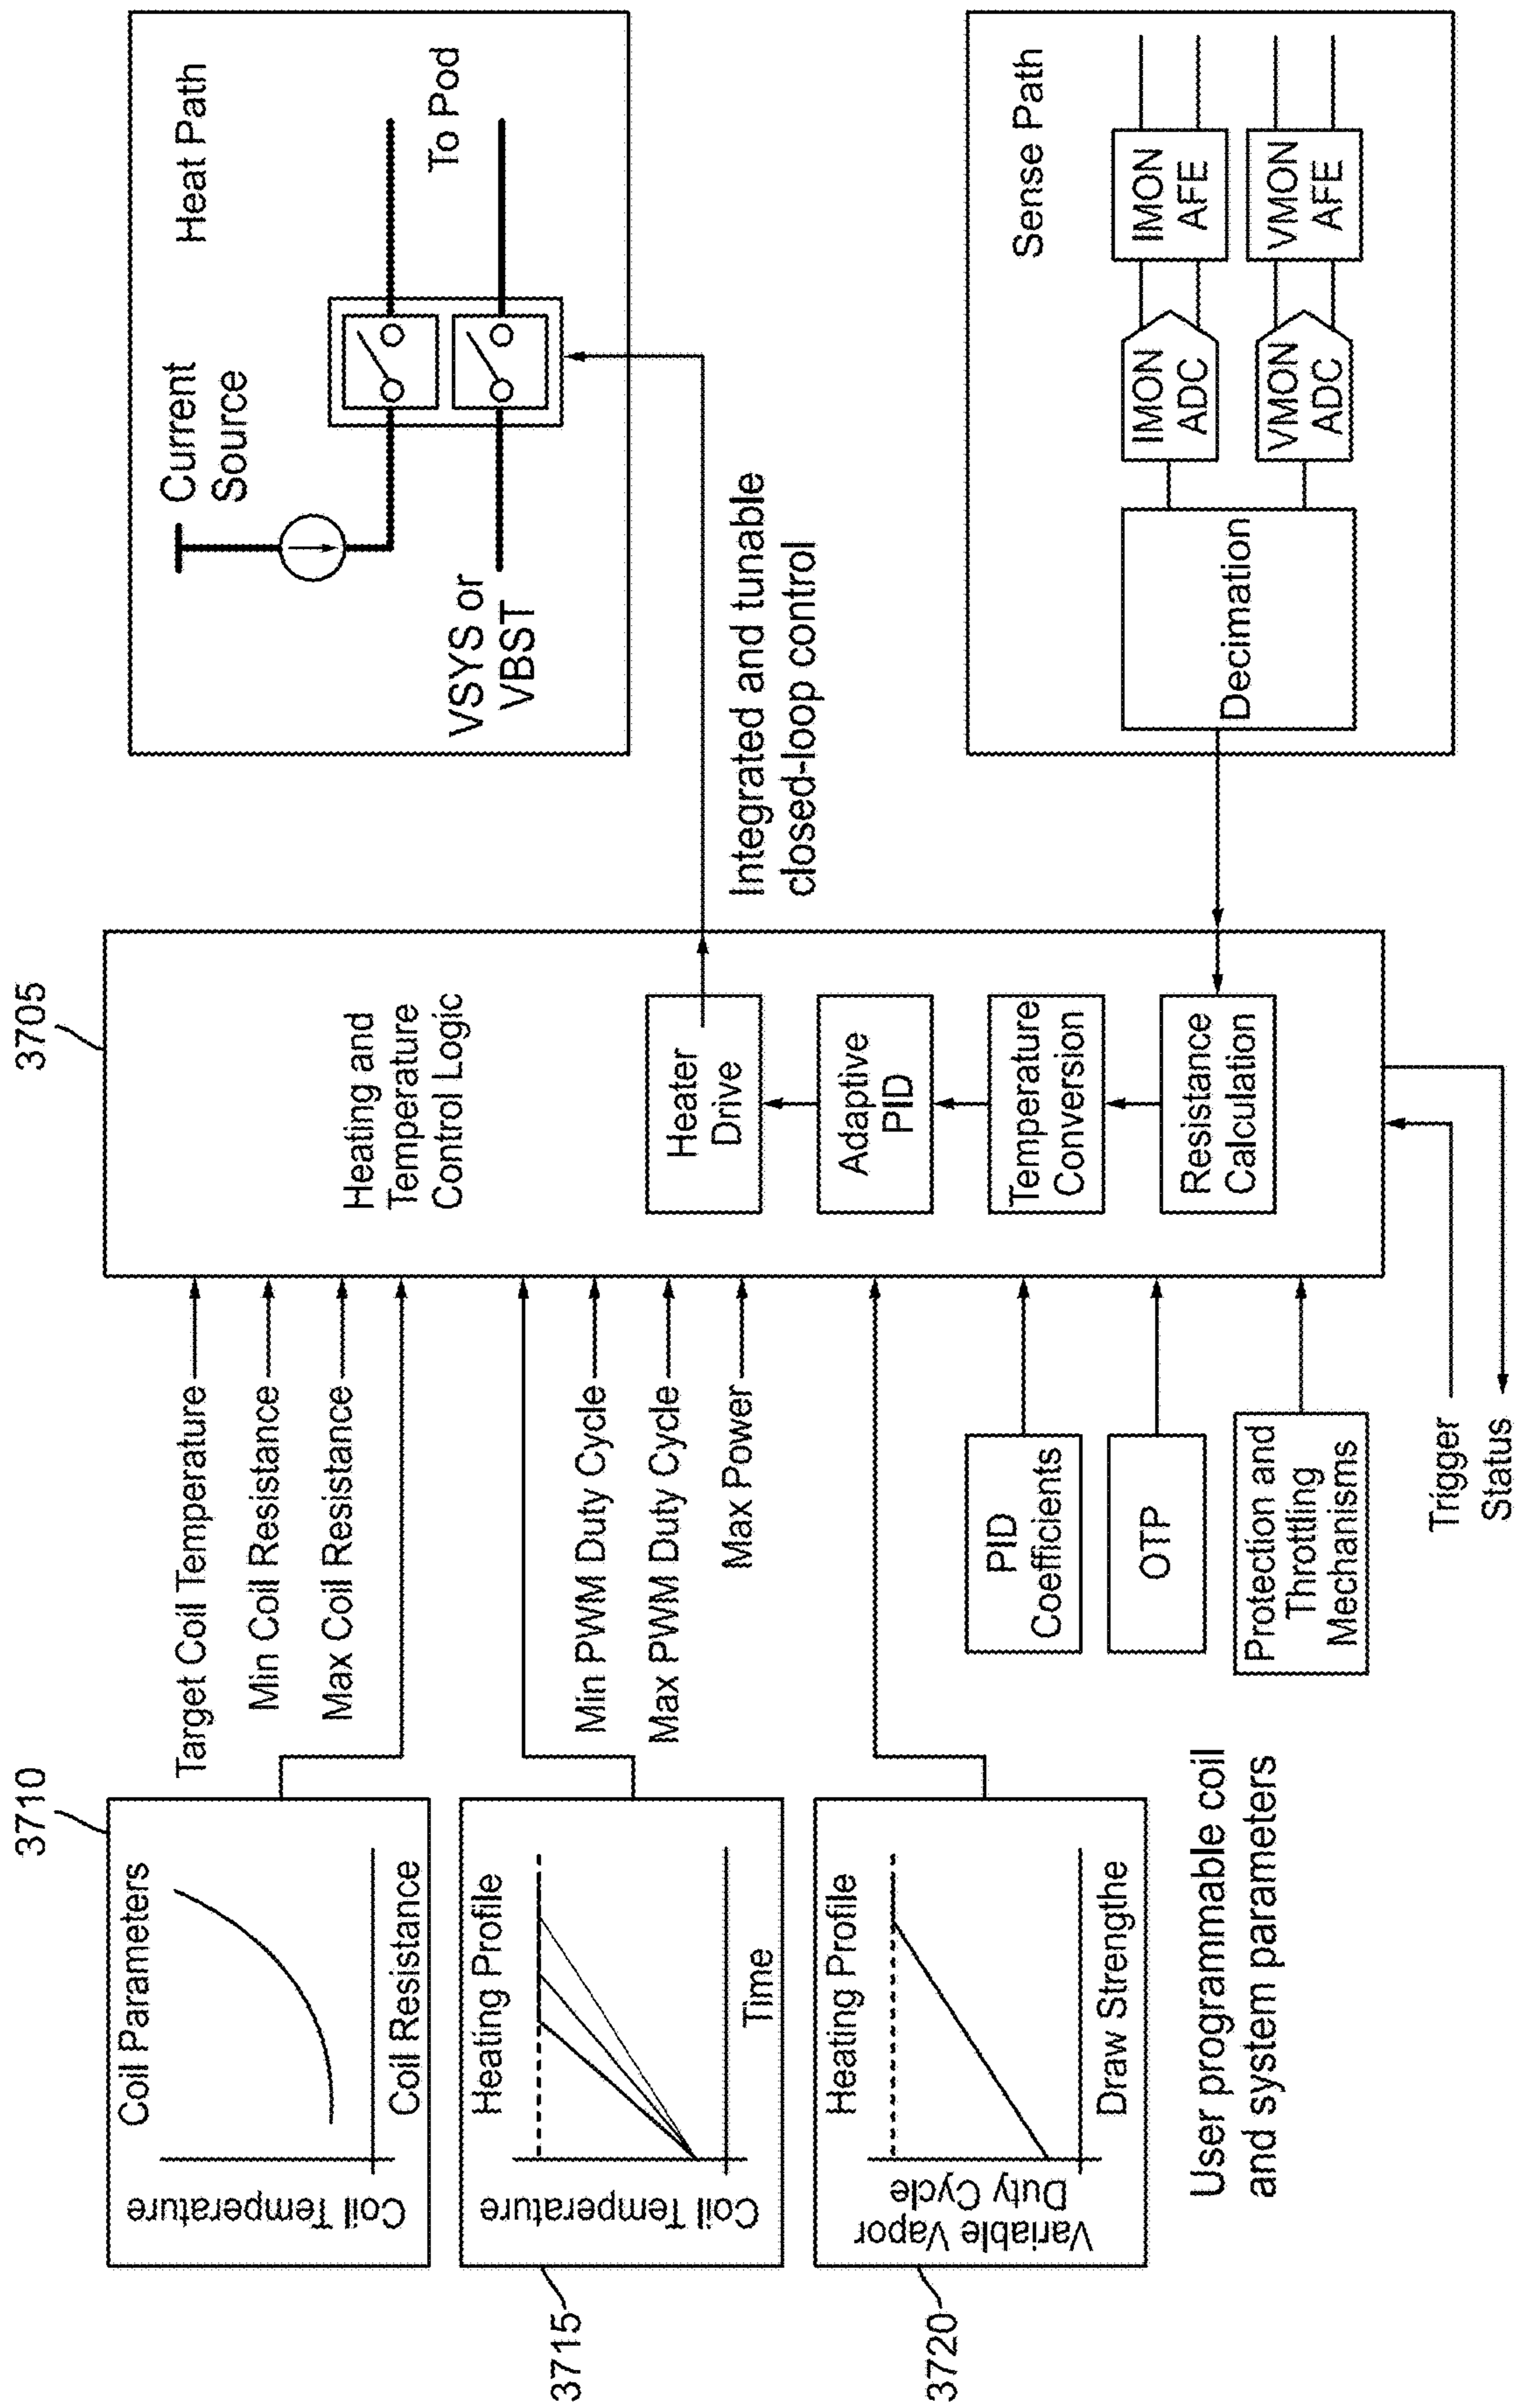 3710
Coil Parameters
Coil Temperature
Coil Resistance
Heating Profile
Coil Temperature
Time
3715
Heating Profile
Variable Vapor
Duty Cycle
Draw Strengthe
3720
User programmable coil
and system parameters
Target Coil Temperature
Min Coil Resistance
Max Coil Resistance
Min PWM Duty Cycle
Max PWM Duty Cycle
Max Power
PID
Coefficients
OTP
Protection and
Throttling
Mechanisms
Trigger
Status
3705
Heating and
Temperature
Control Logic
Heater
Drive
Adaptive
PID
Temperature
Conversion
Resistance
Calculation
Integrated and tunable
closed-loop control
Heat Path
Current
Source
VSYS or
VBST
To Pod
Sense Path
Decimation
IMON
ADC
IMON
AFE
VMON
ADC
VMON
AFE